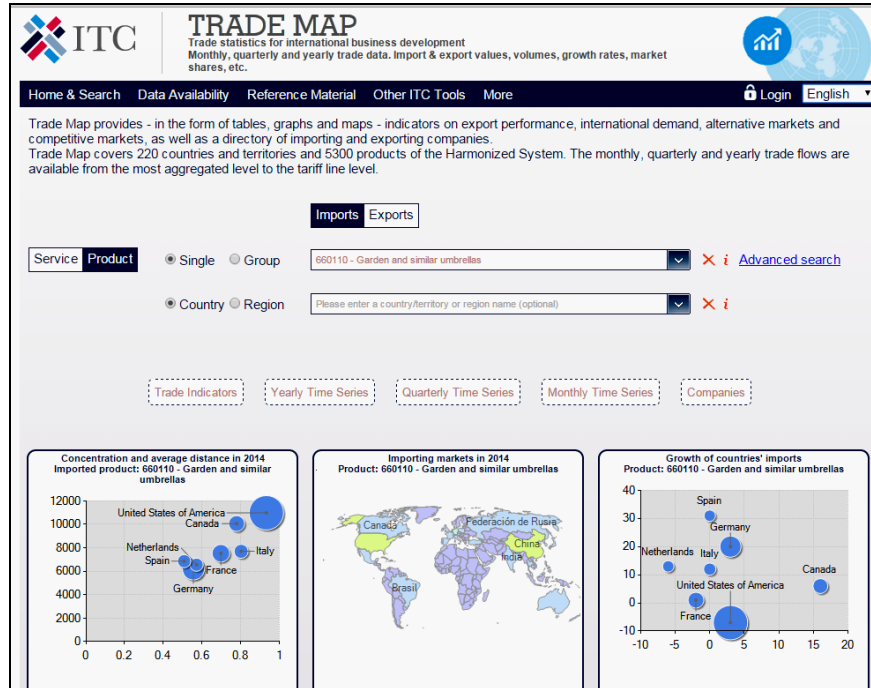 ITC
TRADE MAP
Trade statistics for international business development
Monthly, quarterly and yearly trade data. Import & export values, volumes, growth rates, market
shares, etc.
Home & Search Data Availability Reference Material Other ITC Tools More Login English
Trade Map provides - in the form of tables, graphs and maps - indicators on export performance, international demand, alternative markets and
competitive markets, as well as a directory of importing and exporting companies.
Trade Map covers 220 countries and territories and 5300 products of the Harmonized System. The monthly, quarterly and yearly trade flows are
available from the most aggregated level to the tariff line level.
Imports Exports
Service Product Single Group 660110 - Garden and similar umbrellas i Advanced search
Country Region Please enter a country/territory or region name (optional) i
Trade Indicators Yearly Time Series Quarterly Time Series Monthly Time Series Companies
Concentration and average distance in 2014
Imported product: 660110 - Garden and similar
umbrellas
12000
10000
8000
6000
4000
2000
0
United States of America
Canada
Netherlands
Italy
Spain
France
Germany
0 0.2 0.4 0.6 0.8 1
Importing markets in 2014
Product: 660110 - Garden and similar umbrellas
Canadá
Federación de Rusia
China
India
Brasil
Growth of countries' imports
Product: 660110 - Garden and similar umbrellas
40
30
20
10
0
-10
Spain
Germany
Netherlands
Italy
Canada
United States of America
France
-10 -5 0 5 10 15 20